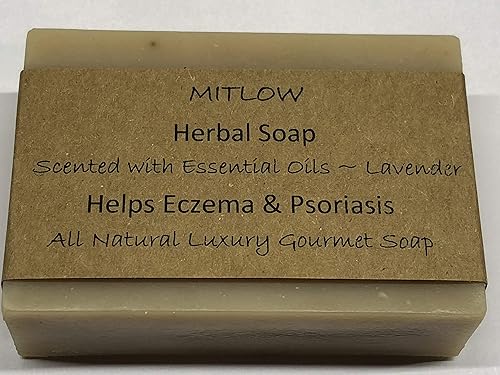 MITLOW
Herbal Soap
Scented with Essential Oils ~ Lavender
Helps Eczema & Psoriasis
All Natural Luxury Gourmet Soap